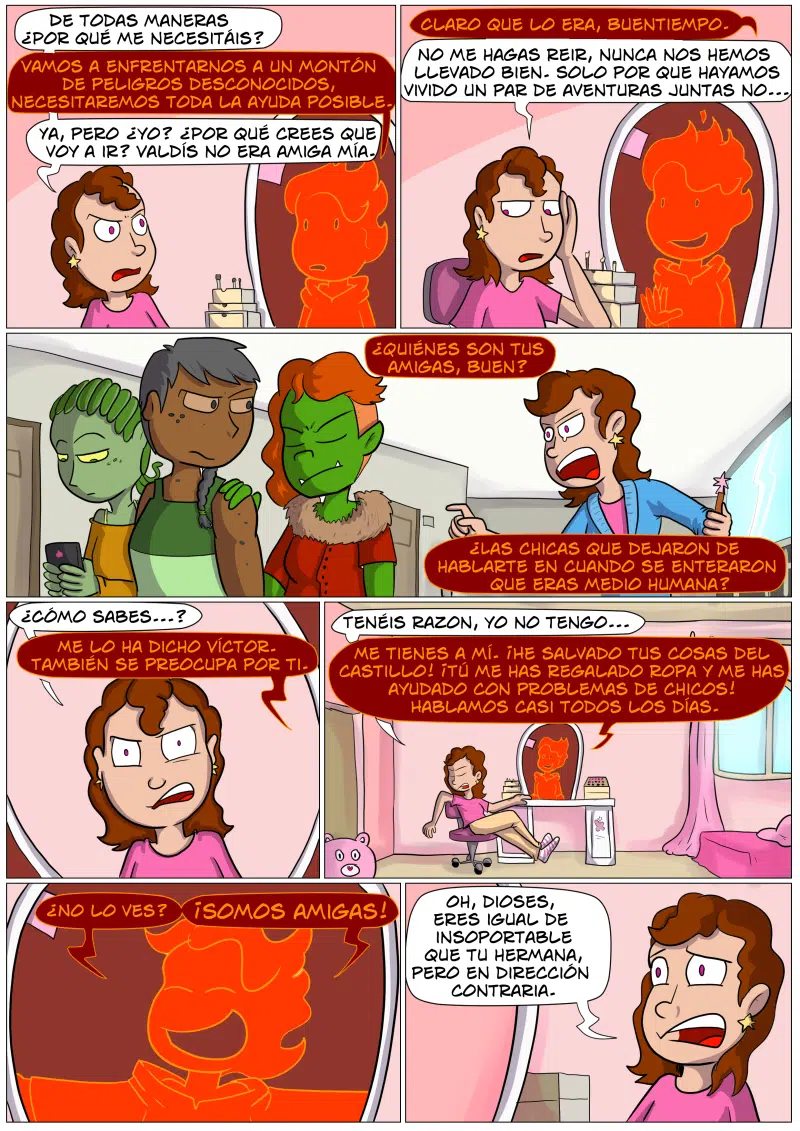 DE TODAS MANERAS
¿POR QUÉ ME NECESITÁIS?
VAMOS A ENFRENTARNOS A UN MONTÓN
DE PELIGROS DESCONOCIDOS,
NECESITAREMOS TODA LA AYUDA POSIBLE.
YA, PERO ¿YO? ¿POR QUÉ CREES QUE
VOY A IR? VALDÍS NO ERA AMIGA MÍA.
CLARO QUE LO ERA, BUENTIEMPO.
NO ME HAGAS REIR, NUNCA NOS HEMOS
LLEVADO BIEN. SOLO POR QUE HAYAMOS
VIVIDO UN PAR DE AVENTURAS JUNTAS NO...
¿QUIÉNES SON TUS
AMIGAS, BUEN?
¿LAS CHICAS QUE DEJARON DE
HABLARTE EN CUANDO SE ENTERARON
QUE ERAS MEDIO HUMANA?
¿CÓMO SABES...?
ME LO HA DICHO VÍCTOR.
TAMBIÉN SE PREOCUPA POR TI.
TENÉIS RAZON, YO NO TENGO...
ME TIENES A MÍ. ¡HE SALVADO TUS COSAS DEL
CASTILLO! ¡TÚ ME HAS REGALADO ROPA Y ME HAS
AYUDADO CON PROBLEMAS DE CHICOS!
HABLAMOS CASI TODOS LOS DÍAS.
¿NO LO VES?
¡SOMOS AMIGAS!
OH, DIOSES,
ERES IGUAL DE
INSOPORTABLE
QUE TU HERMANA,
PERO EN DIRECCIÓN
CONTRARIA.